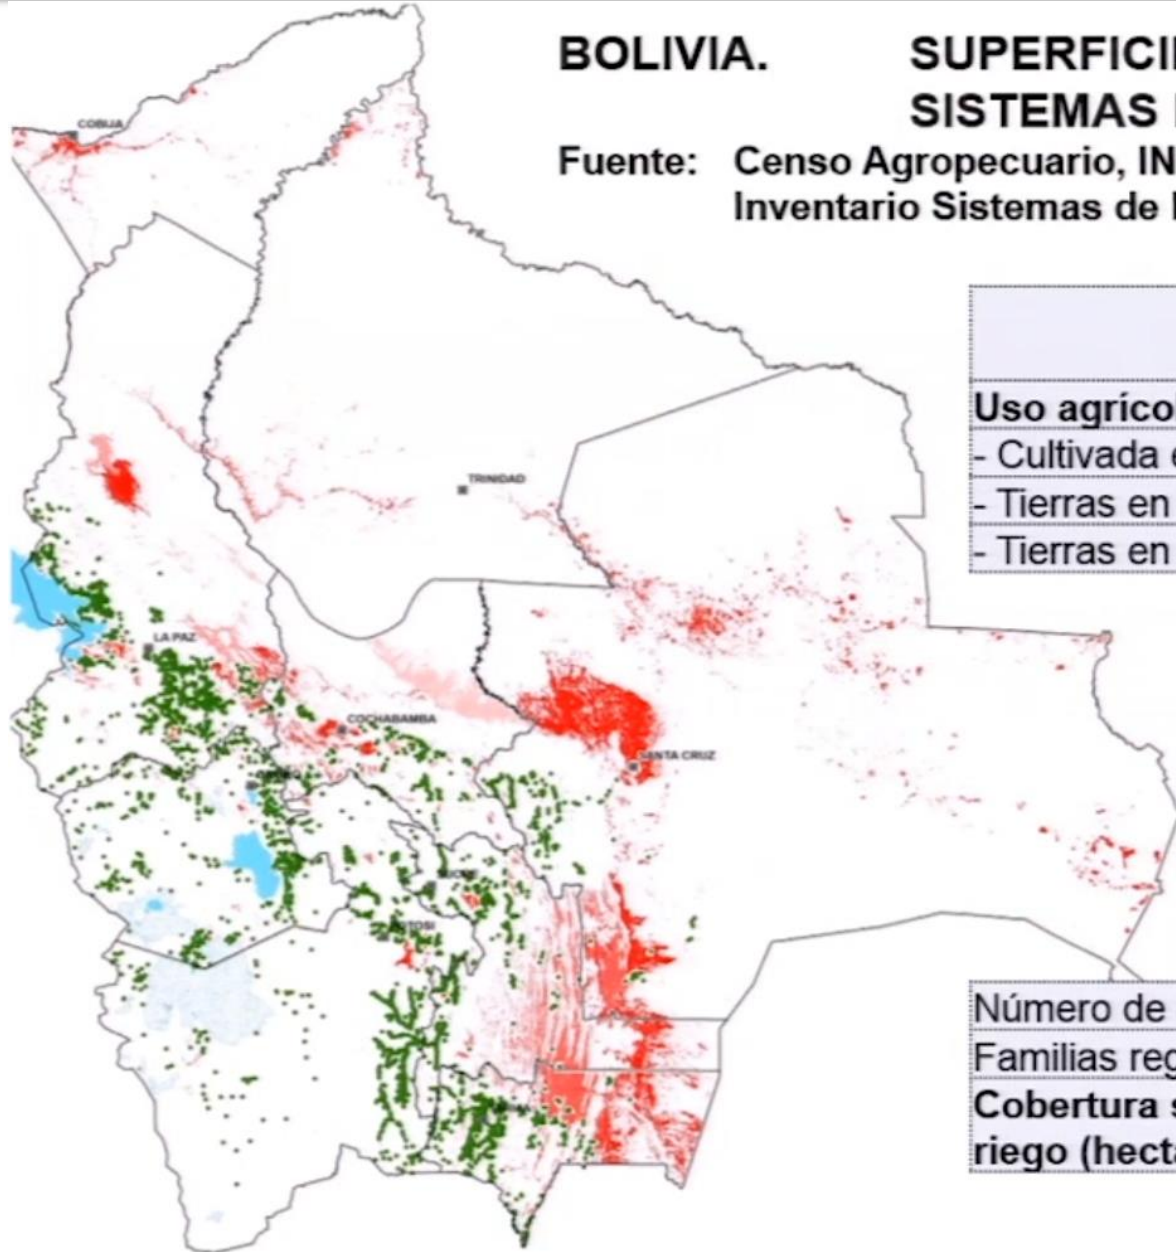 BOLIVIA. SUPERFICI
SISTEMAS
Fuente: Censo Agropecuario, IN
Inventario Sistemas de
COBIJA
Uso agríco
- Cultivada e
- Tierras en
- Tierras en
TRINIDAD
LA PAZ
COCHABAMBA
SANTA CRUZ
Número de
Familias reg
Cobertura s
riego (hecta